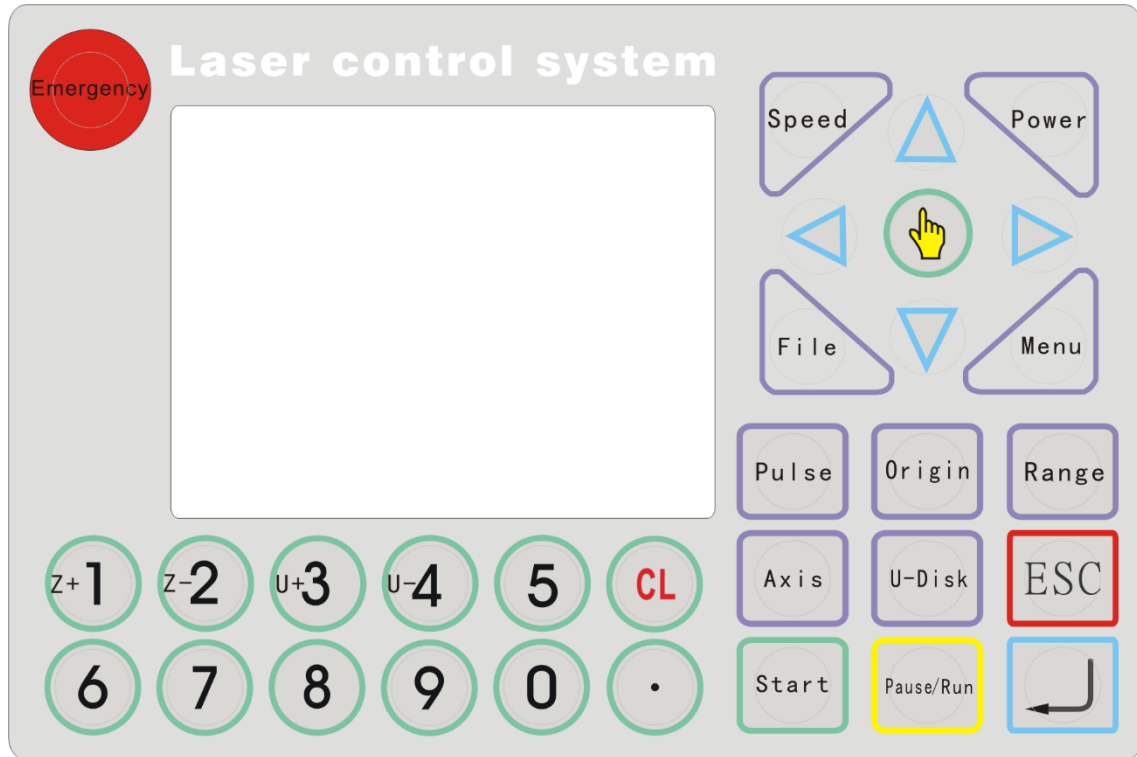 Laser control system
Emergency
Speed
Power
File
Menu
Pulse
Origin
Range
Z+1
Z-2
U+3
U-4
5
CL
Axis
U-Disk
ESC
6
7
8
9
0
.
Start
Pause/Run